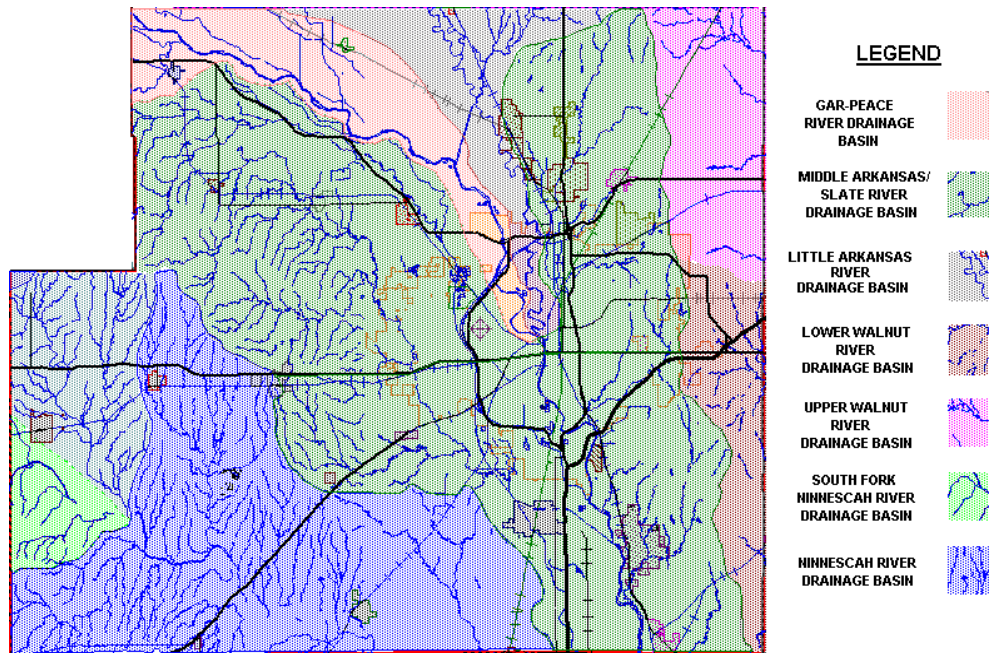 LEGEND
GAR-PEACE
RIVER DRAINAGE
BASIN
MIDDLE ARKANSAS/
SLATE RIVER
DRAINAGE BASIN
LITTLE ARKANSAS
RIVER
DRAINAGE BASIN
LOWER WALNUT
RIVER
DRAINAGE BASIN
UPPER WALNUT
RIVER
DRAINAGE BASIN
SOUTH FORK
NINNESCAH RIVER
DRAINAGE BASIN
NINNESCAH RIVER
DRAINAGE BASIN